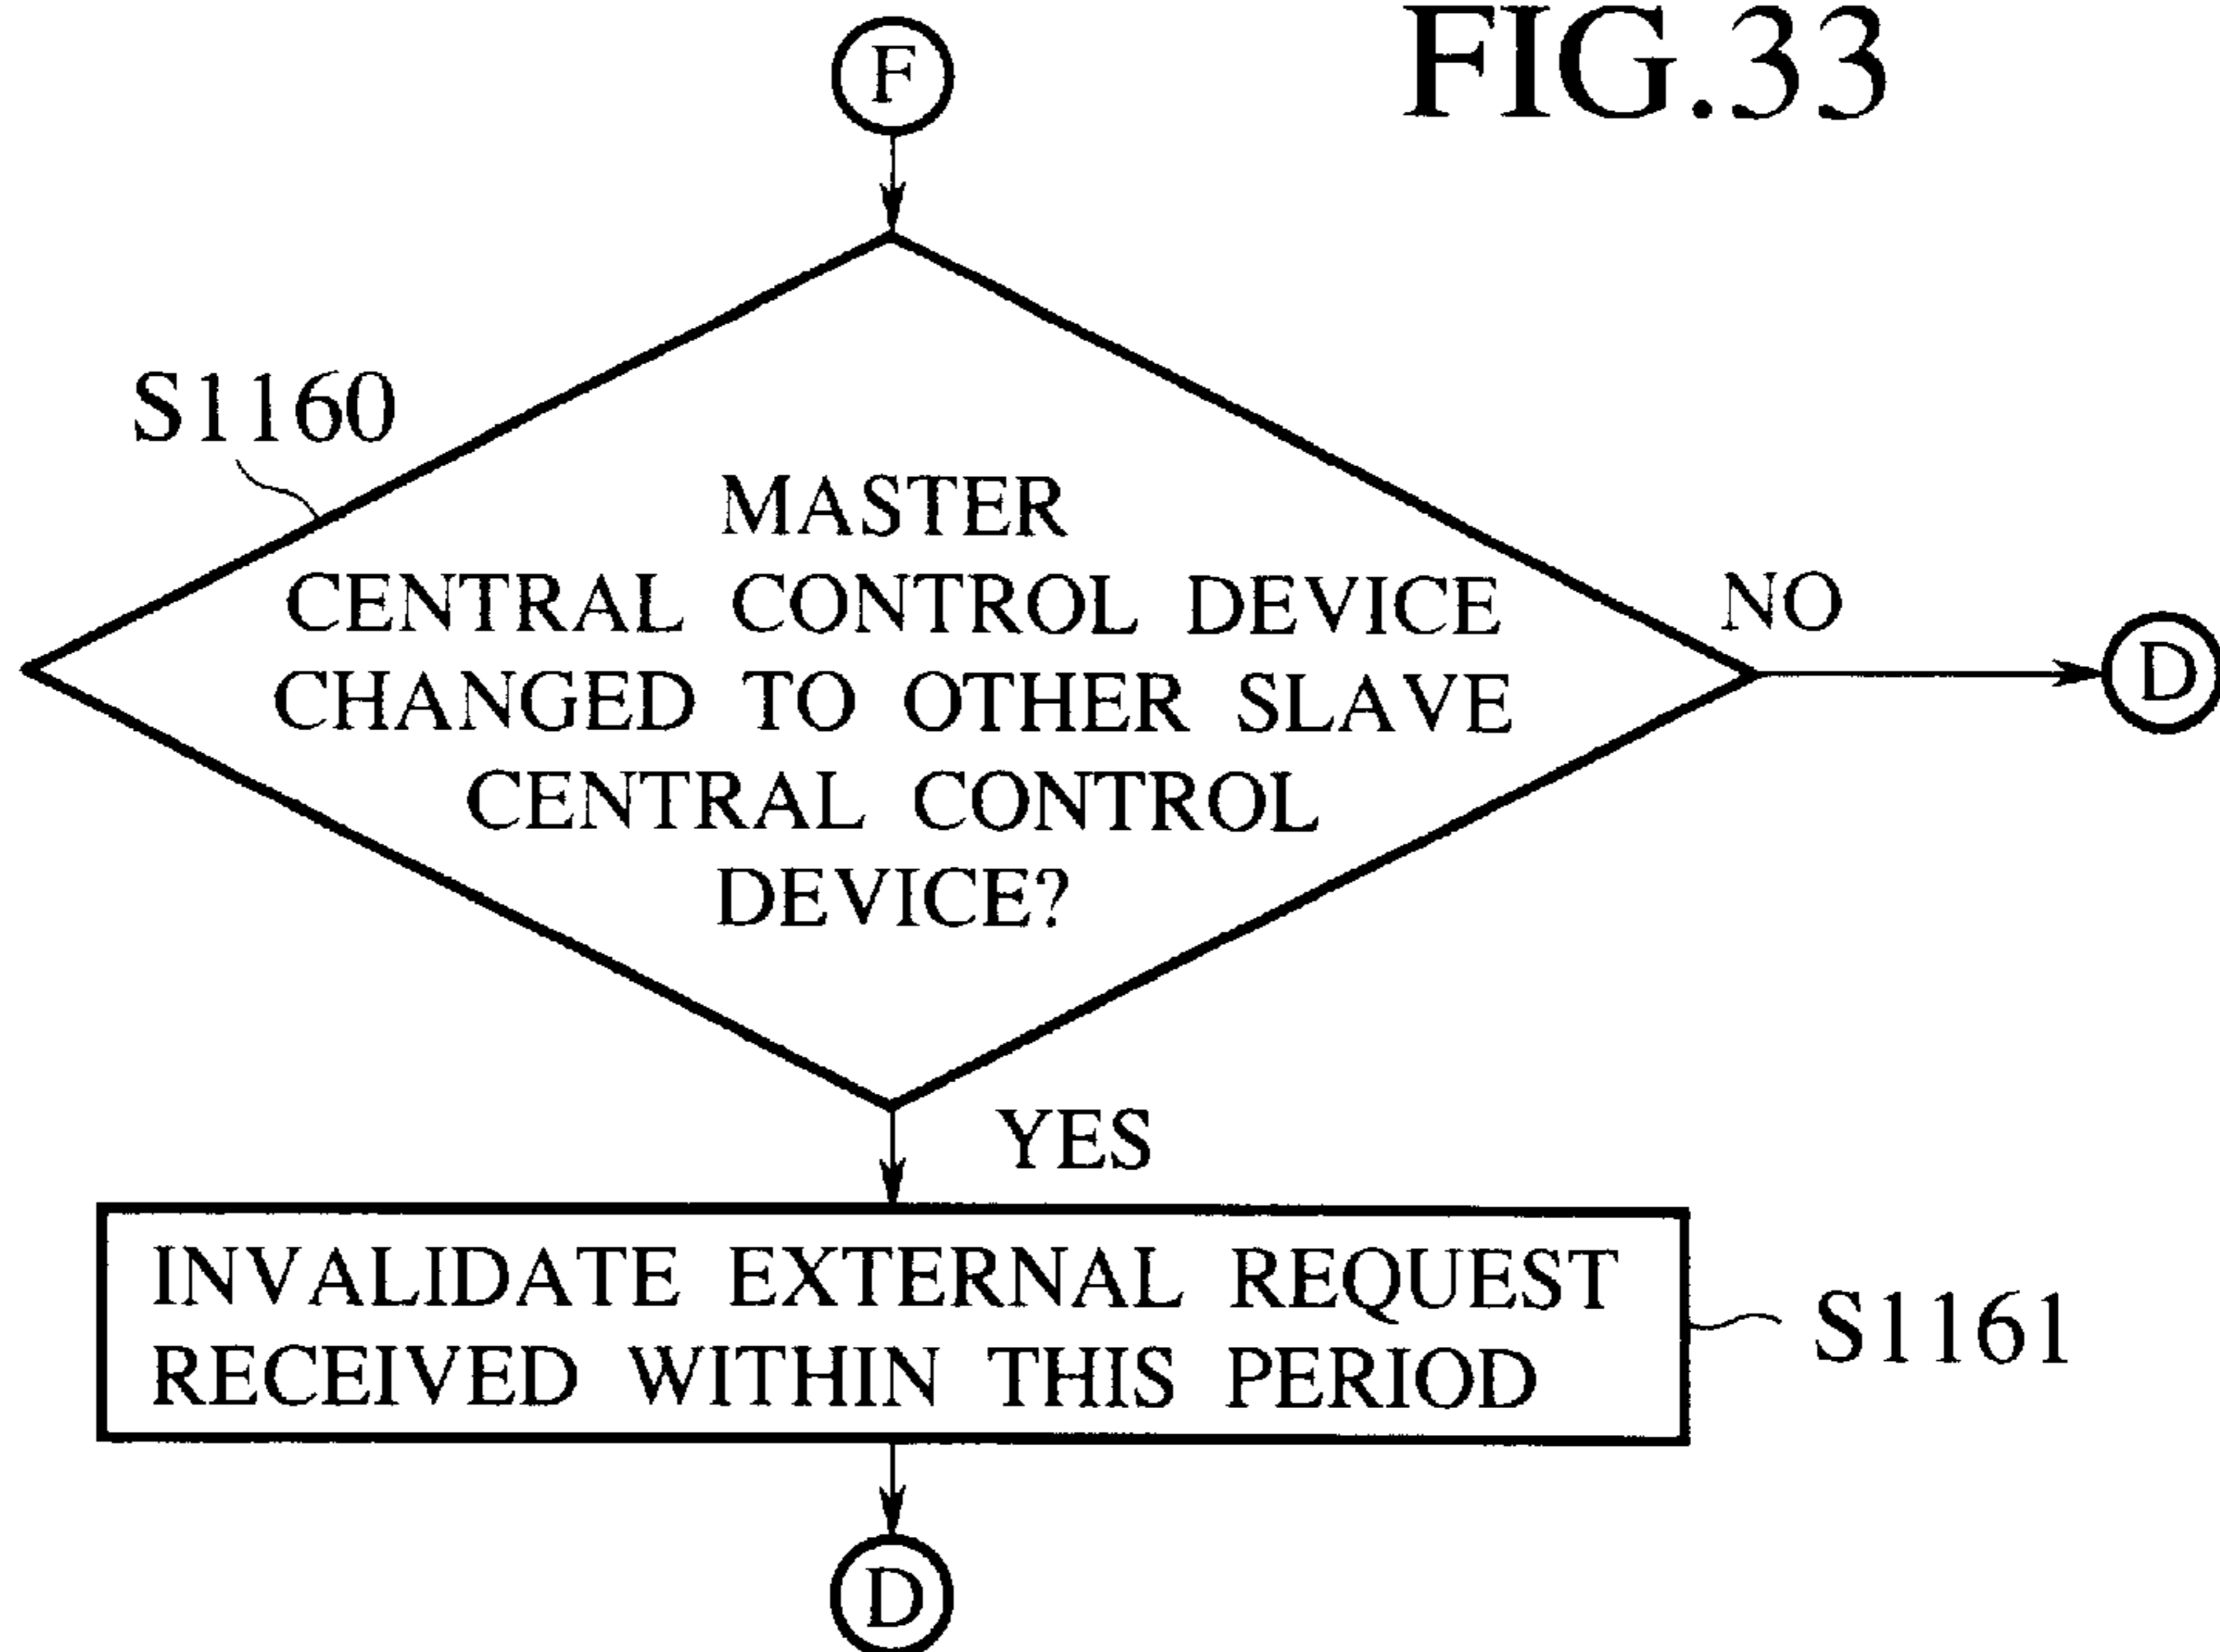 FIG.33
F
S1160
MASTER
CENTRAL CONTROL DEVICE
CHANGED TO OTHER SLAVE
CENTRAL CONTROL
DEVICE?
NO
D
YES
INVALIDATE EXTERNAL REQUEST
RECEIVED WITHIN THIS PERIOD
S1161
D